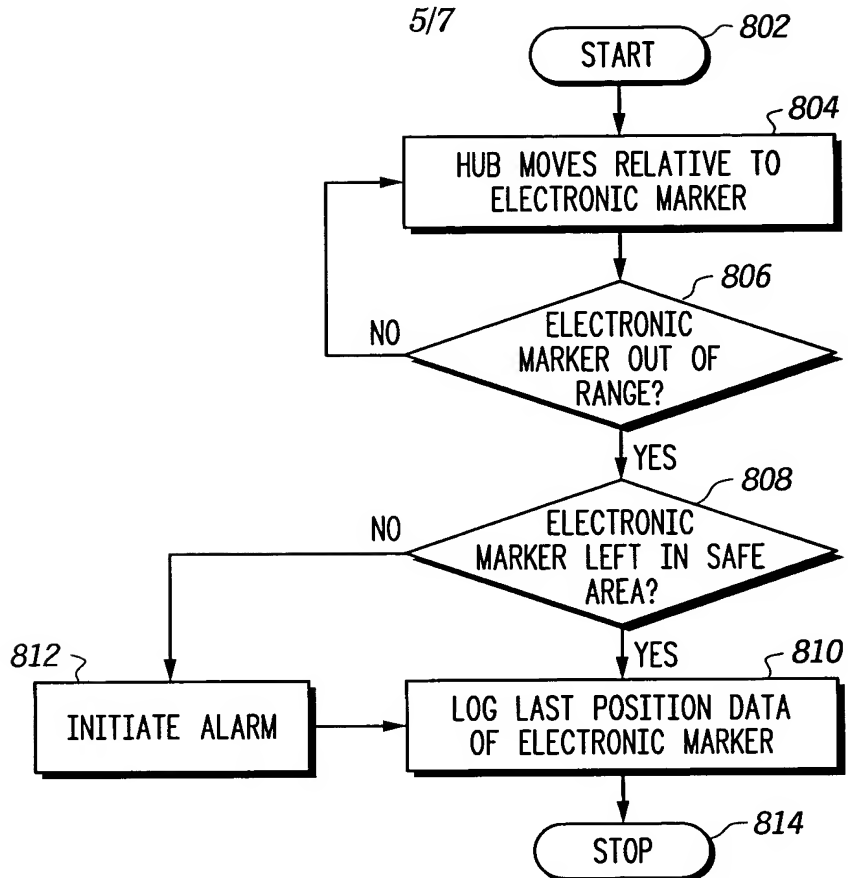 5/7
802
START
804
HUB MOVES RELATIVE TO
ELECTRONIC MARKER
806
NO
ELECTRONIC
MARKER OUT OF
RANGE?
YES
808
NO
ELECTRONIC
MARKER LEFT IN SAFE
AREA?
YES
812
810
INITIATE ALARM
LOG LAST POSITION DATA
OF ELECTRONIC MARKER
814
STOP